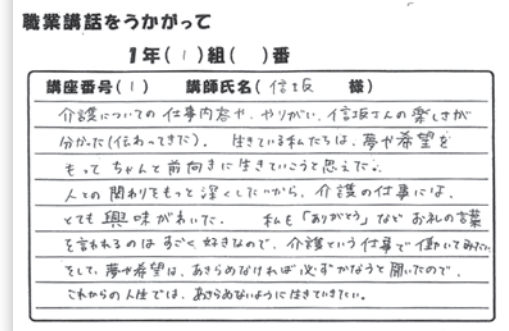 職業講話をうかがって
1年(1)組( )番
講座番号(1) 講師氏名(信坂 様)
介護についての仕事内容や、やりがい、信坂さんの楽しさが
分かった(伝わってきた)。生きている私たちは、夢や希望を
もってちゃんと前向きに生きていこうと思えた。
人との関わりをもっと深くしたいから、介護の仕事には、
とても興味がわいた。私も「ありがとう」などお礼の言葉
を言われるのはすごく好きなので、介護という仕事で働いてみたい。
そして、夢や希望は、あきらめなければ必ずかなうと聞いたので、
これからの人生では、あきらめないように生きていきたい。